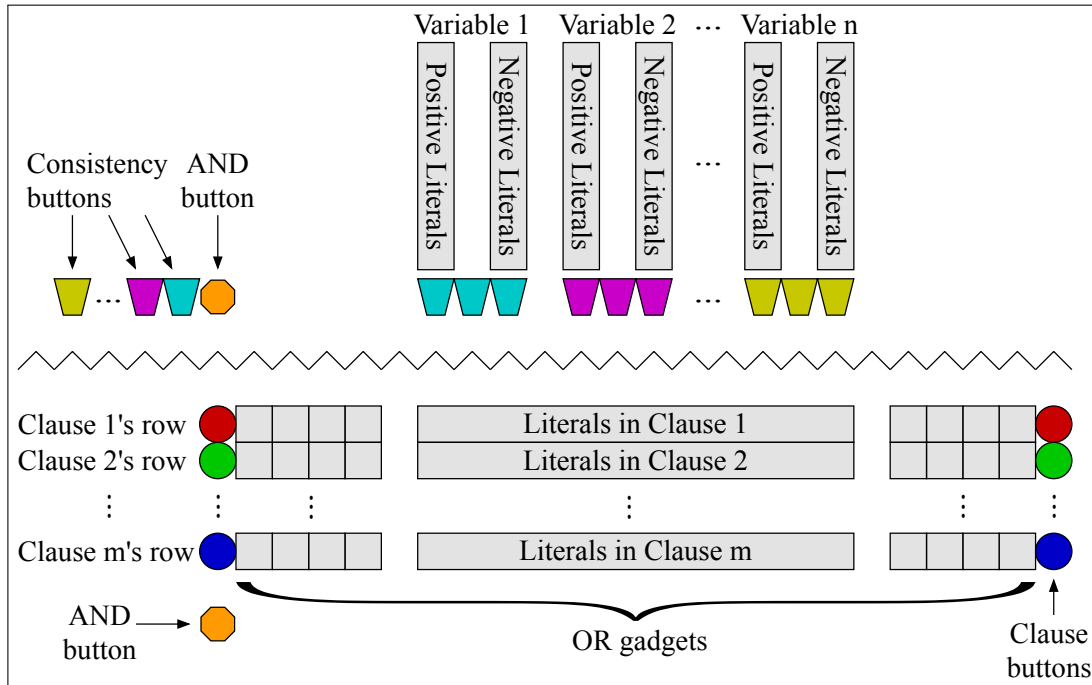 Variable 1 Variable 2 ... Variable n
Positive Literals
Negative Literals
Positive Literals
Negative Literals
...
Positive Literals
Negative Literals
Consistency
buttons
AND
button
...
...
Clause 1's row
Literals in Clause 1
Clause 2's row
Literals in Clause 2
Clause m's row
Literals in Clause m
AND
button
OR gadgets
Clause
buttons